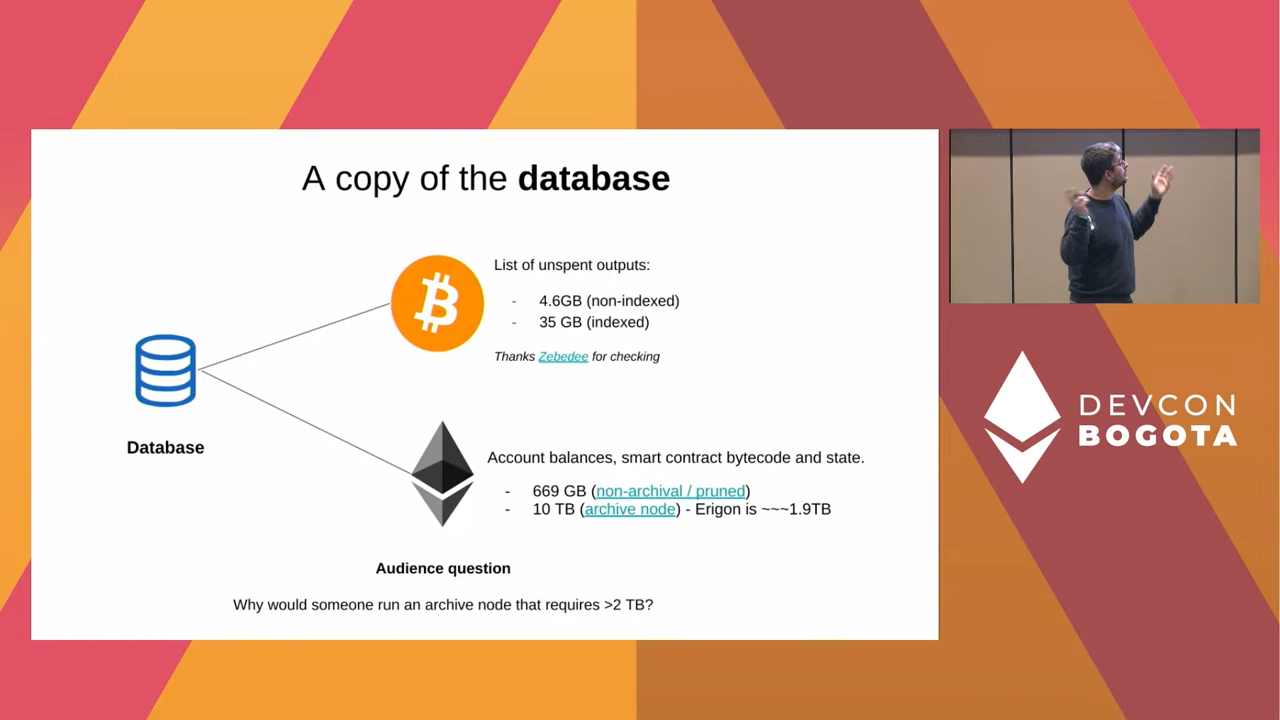 A copy of the database
List of unspent outputs:
- 4.6GB (non-indexed)
- 35 GB (indexed)
Thanks Zebedee for checking
Database
Account balances, smart contract bytecode and state.
- 669 GB (non-archival / pruned)
- 10 TB (archive node) - Erigon is ~~~1.9TB
Audience question
Why would someone run an archive node that requires >2 TB?
DEVCON
BOGOTA